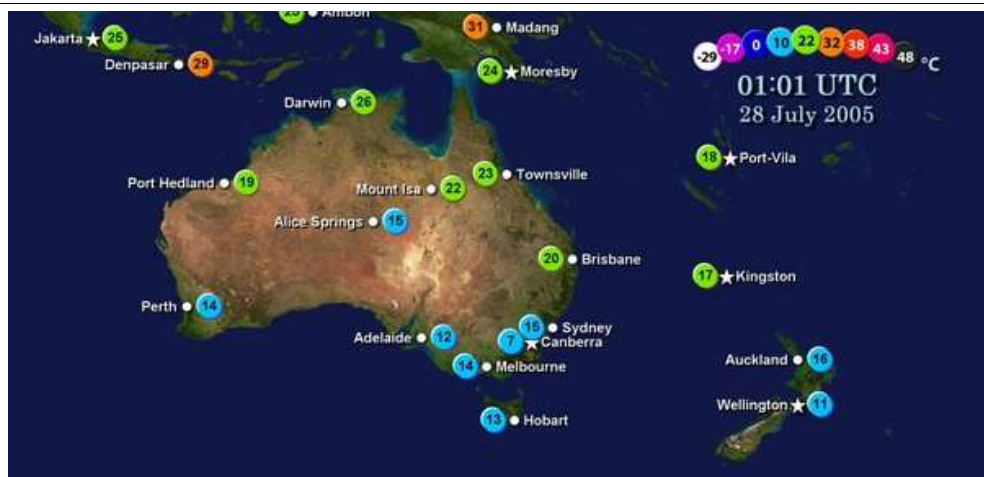 25
Ambon
31
Madang
Jakarta
25
Denpasar
29
24
Moresby
-29
-17
0
10
22
32
38
43
48
°C
01:01 UTC
28 July 2005
Darwin
26
18
Port-Vila
Port Hedland
19
23
Townsville
Mount Isa
22
Alice Springs
15
20
Brisbane
17
Kingston
Perth
14
Adelaide
12
15
Sydney
7
Canberra
14
Melbourne
Auckland
16
Wellington
11
13
Hobart